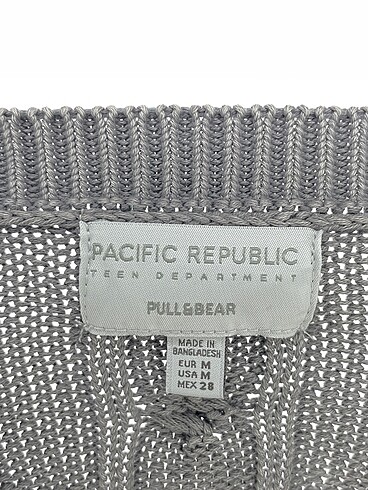 PACIFIC REPUBLIC
TEEN DEPARTMENT
PULL&BEAR
MADE IN
BANGLADESH
EUR M
USA M
MEX 28